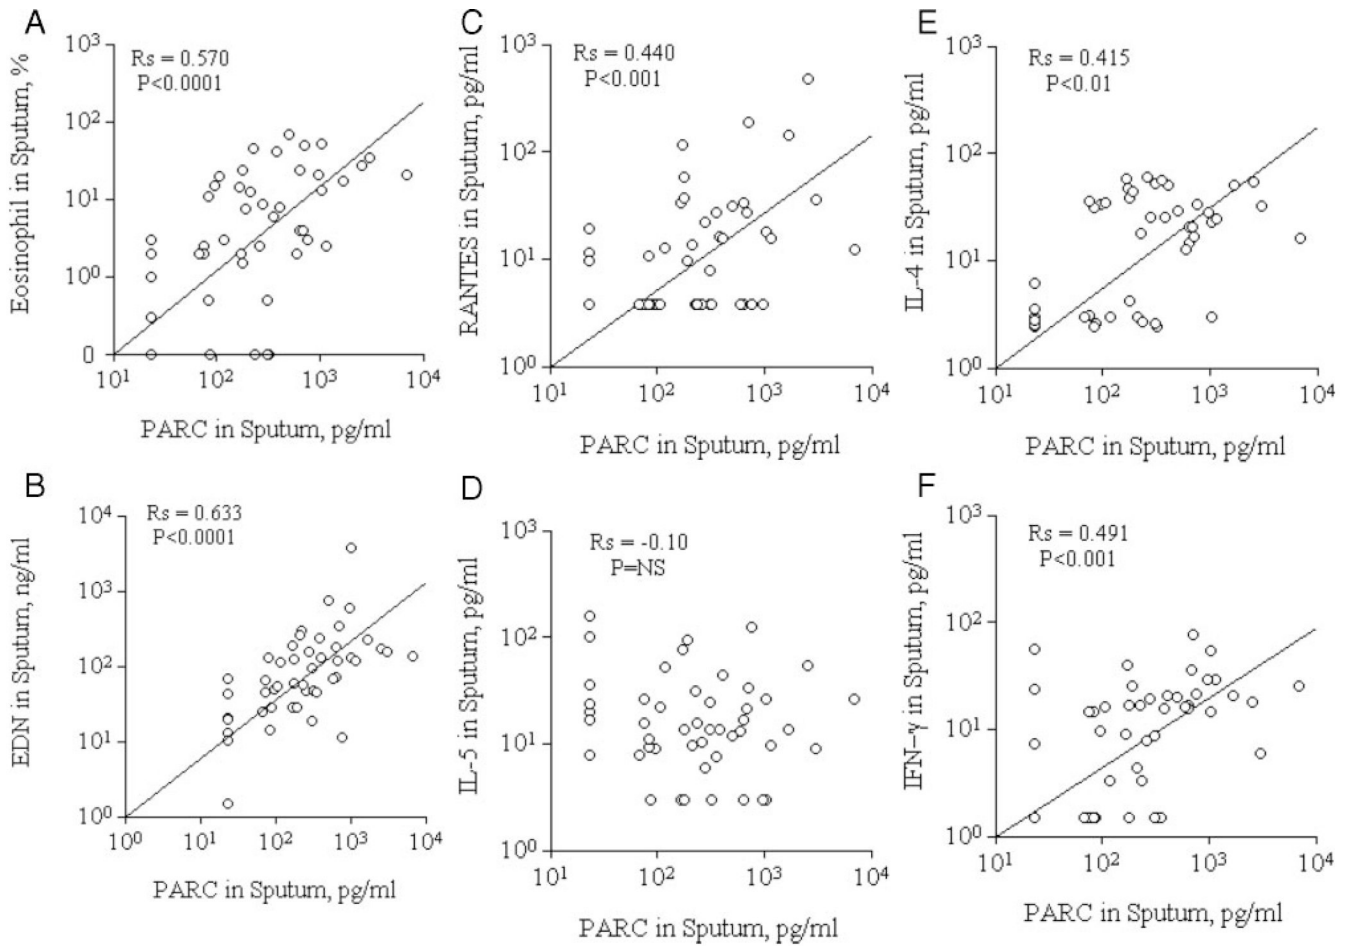 A
10³
Rs = 0.570
P<0.0001
10²
10¹
10⁰
0
10¹ 10² 10³ 10⁴
Eosinophil in Sputum, %
PARC in Sputum, pg/ml
C
10³
Rs = 0.440
P<0.001
10²
10¹
10⁰
10¹ 10² 10³ 10⁴
RANTES in Sputum, pg/ml
PARC in Sputum, pg/ml
E
10³
Rs = 0.415
P<0.01
10²
10¹
10⁰
10¹ 10² 10³ 10⁴
IL-4 in Sputum, pg/ml
PARC in Sputum, pg/ml
B
10⁴
Rs = 0.633
P<0.0001
10³
10²
10¹
10⁰
10⁰ 10¹ 10² 10³ 10⁴
EDN in Sputum, ng/ml
PARC in Sputum, pg/ml
D
10³
Rs = -0.10
P=NS
10²
10¹
10⁰
10¹ 10² 10³ 10⁴
IL-5 in Sputum, pg/ml
PARC in Sputum, pg/ml
F
10³
Rs = 0.491
P<0.001
10²
10¹
10⁰
10¹ 10² 10³ 10⁴
IFN-γ in Sputum, pg/ml
PARC in Sputum, pg/ml